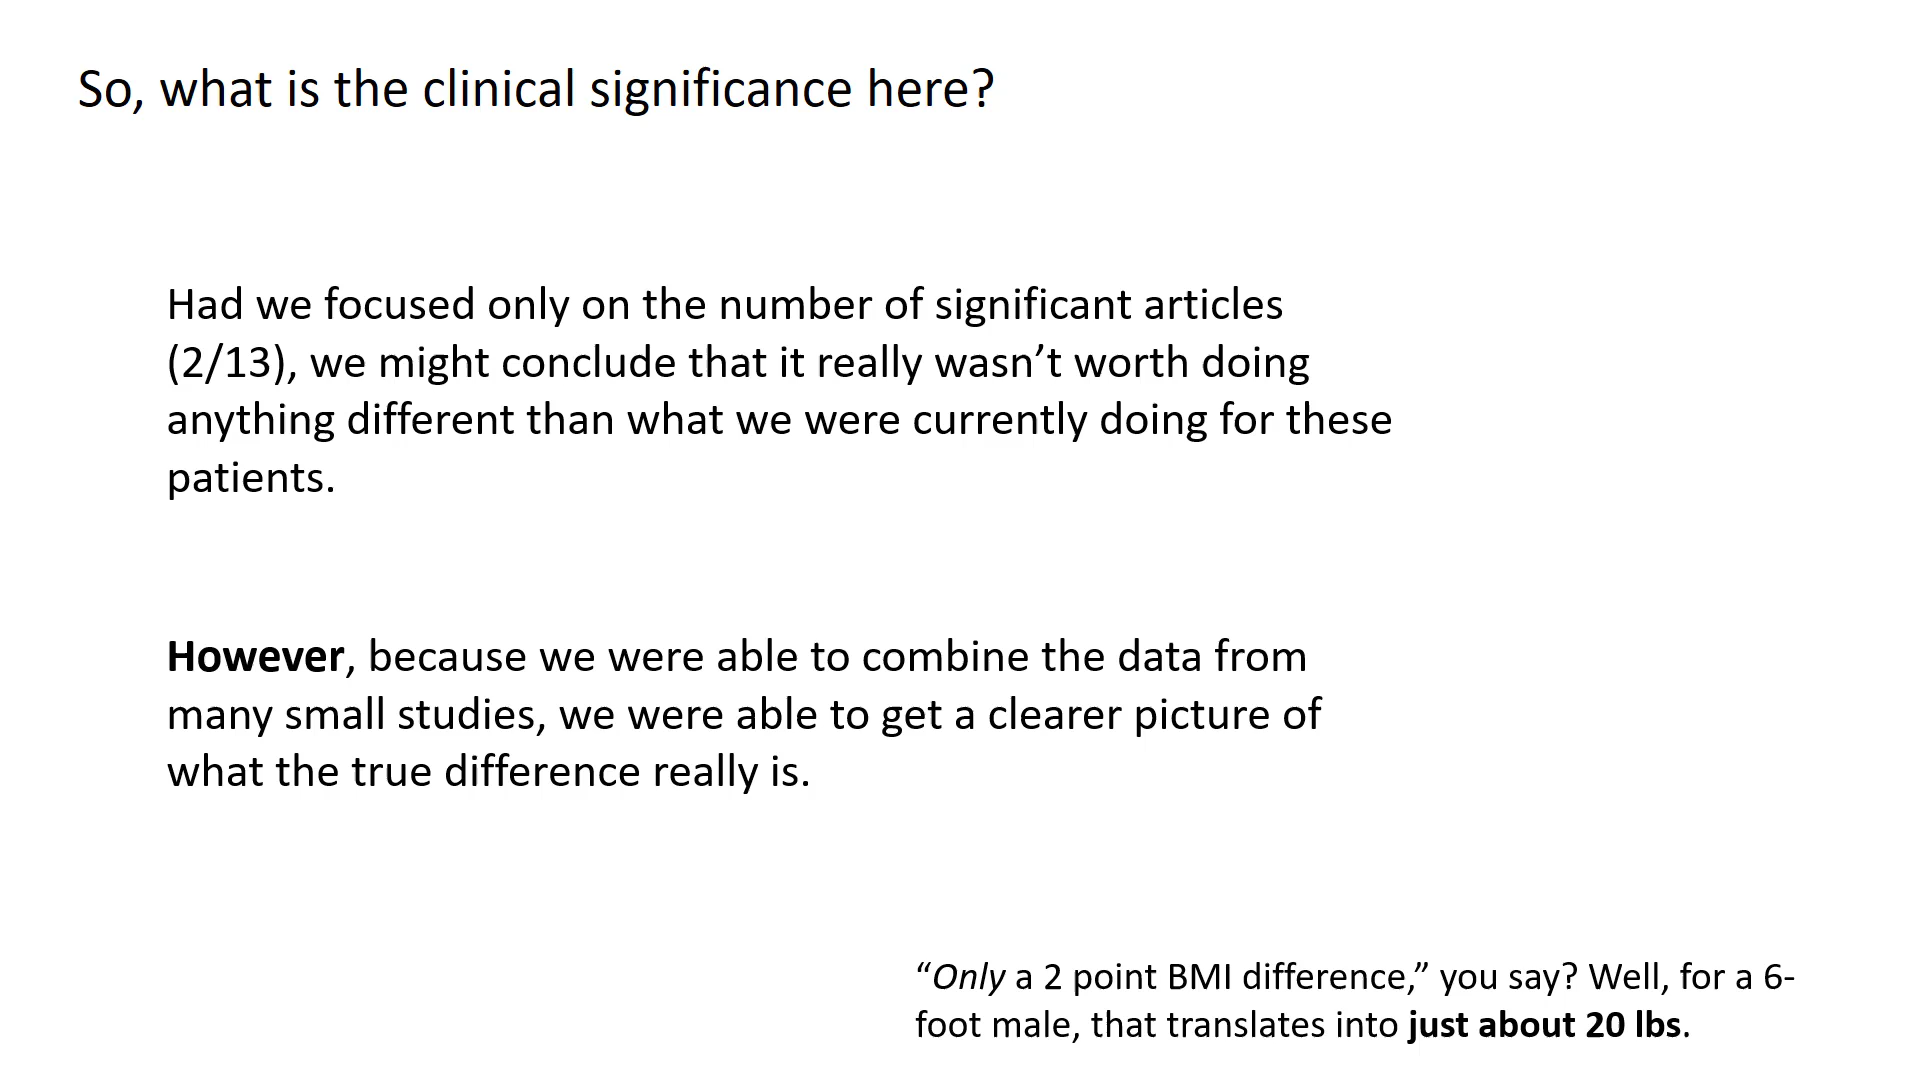 So, what is the clinical significance here?
Had we focused only on the number of significant articles
(2/13), we might conclude that it really wasn’t worth doing
anything different than what we were currently doing for these
patients.
However, because we were able to combine the data from
many small studies, we were able to get a clearer picture of
what the true difference really is.
“Only a 2 point BMI difference,” you say? Well, for a 6-
foot male, that translates into just about 20 lbs.